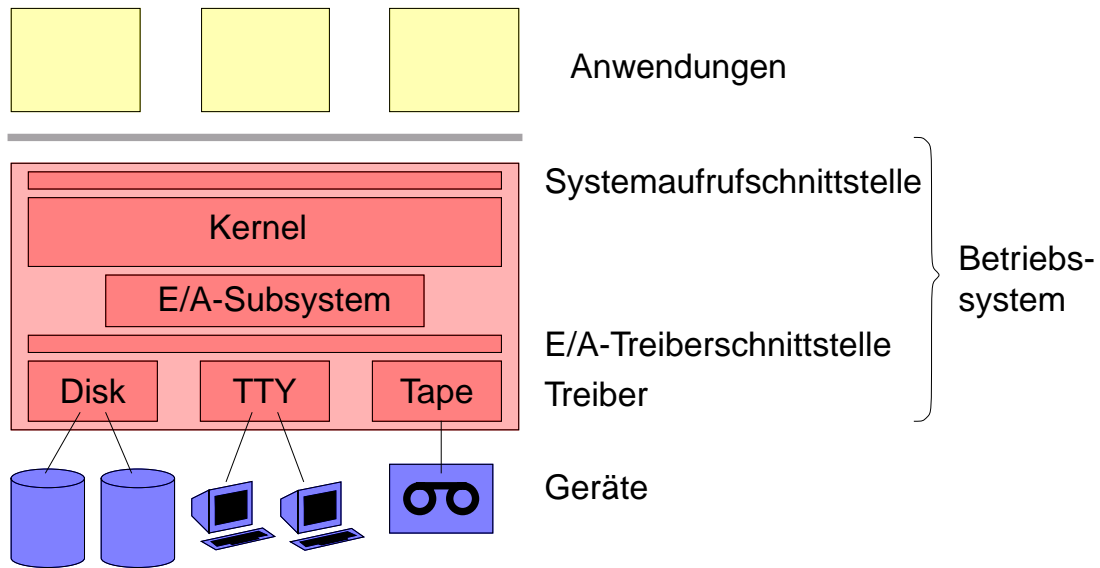 Anwendungen
Systemaufrufschnittstelle
Kernel
E/A-Subsystem
Betriebs-
system
E/A-Treiberschnittstelle
Disk TTY Tape Treiber
Geräte